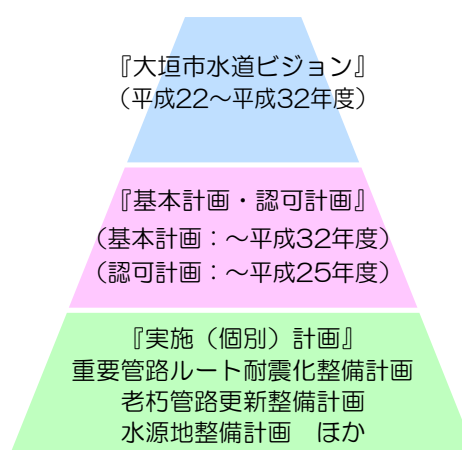 『大垣市水道ビジョン』
（平成22～平成32年度）
『基本計画・認可計画』
（基本計画：～平成32年度）
（認可計画：～平成25年度）
『実施（個別）計画』
重要管路ルート耐震化整備計画
老朽管路更新整備計画
水源地整備計画　ほか